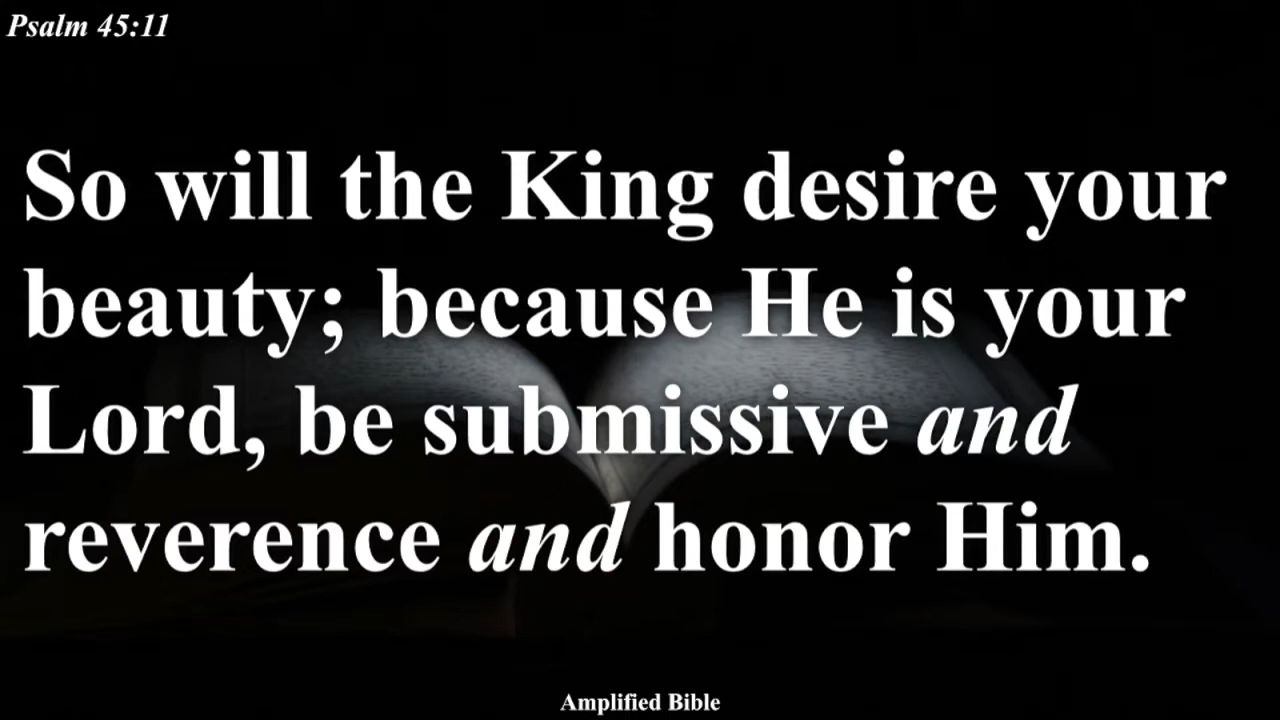 Psalm 45:11
So will the King desire your
beauty; because He is your
Lord, be submissive and
reverence and honor Him.
Amplified Bible